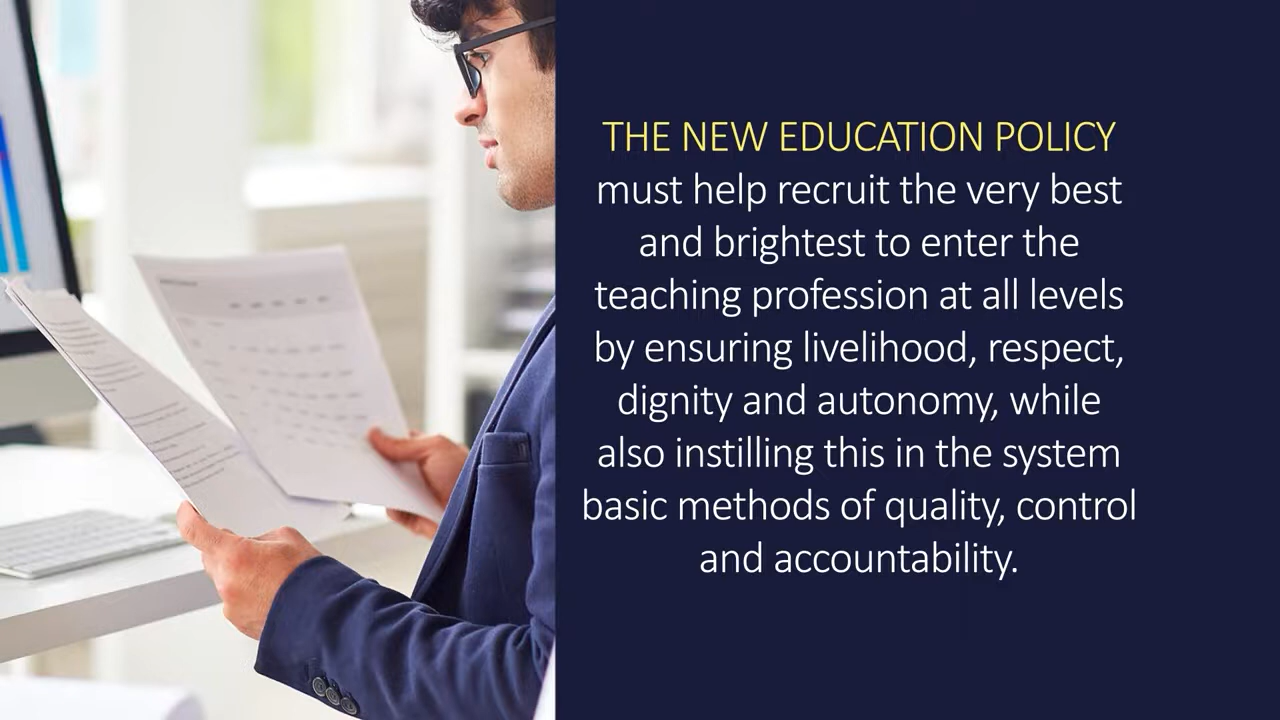 THE NEW EDUCATION POLICY
must help recruit the very best
and brightest to enter the
teaching profession at all levels
by ensuring livelihood, respect,
dignity and autonomy, while
also instilling this in the system
basic methods of quality, control
and accountability.